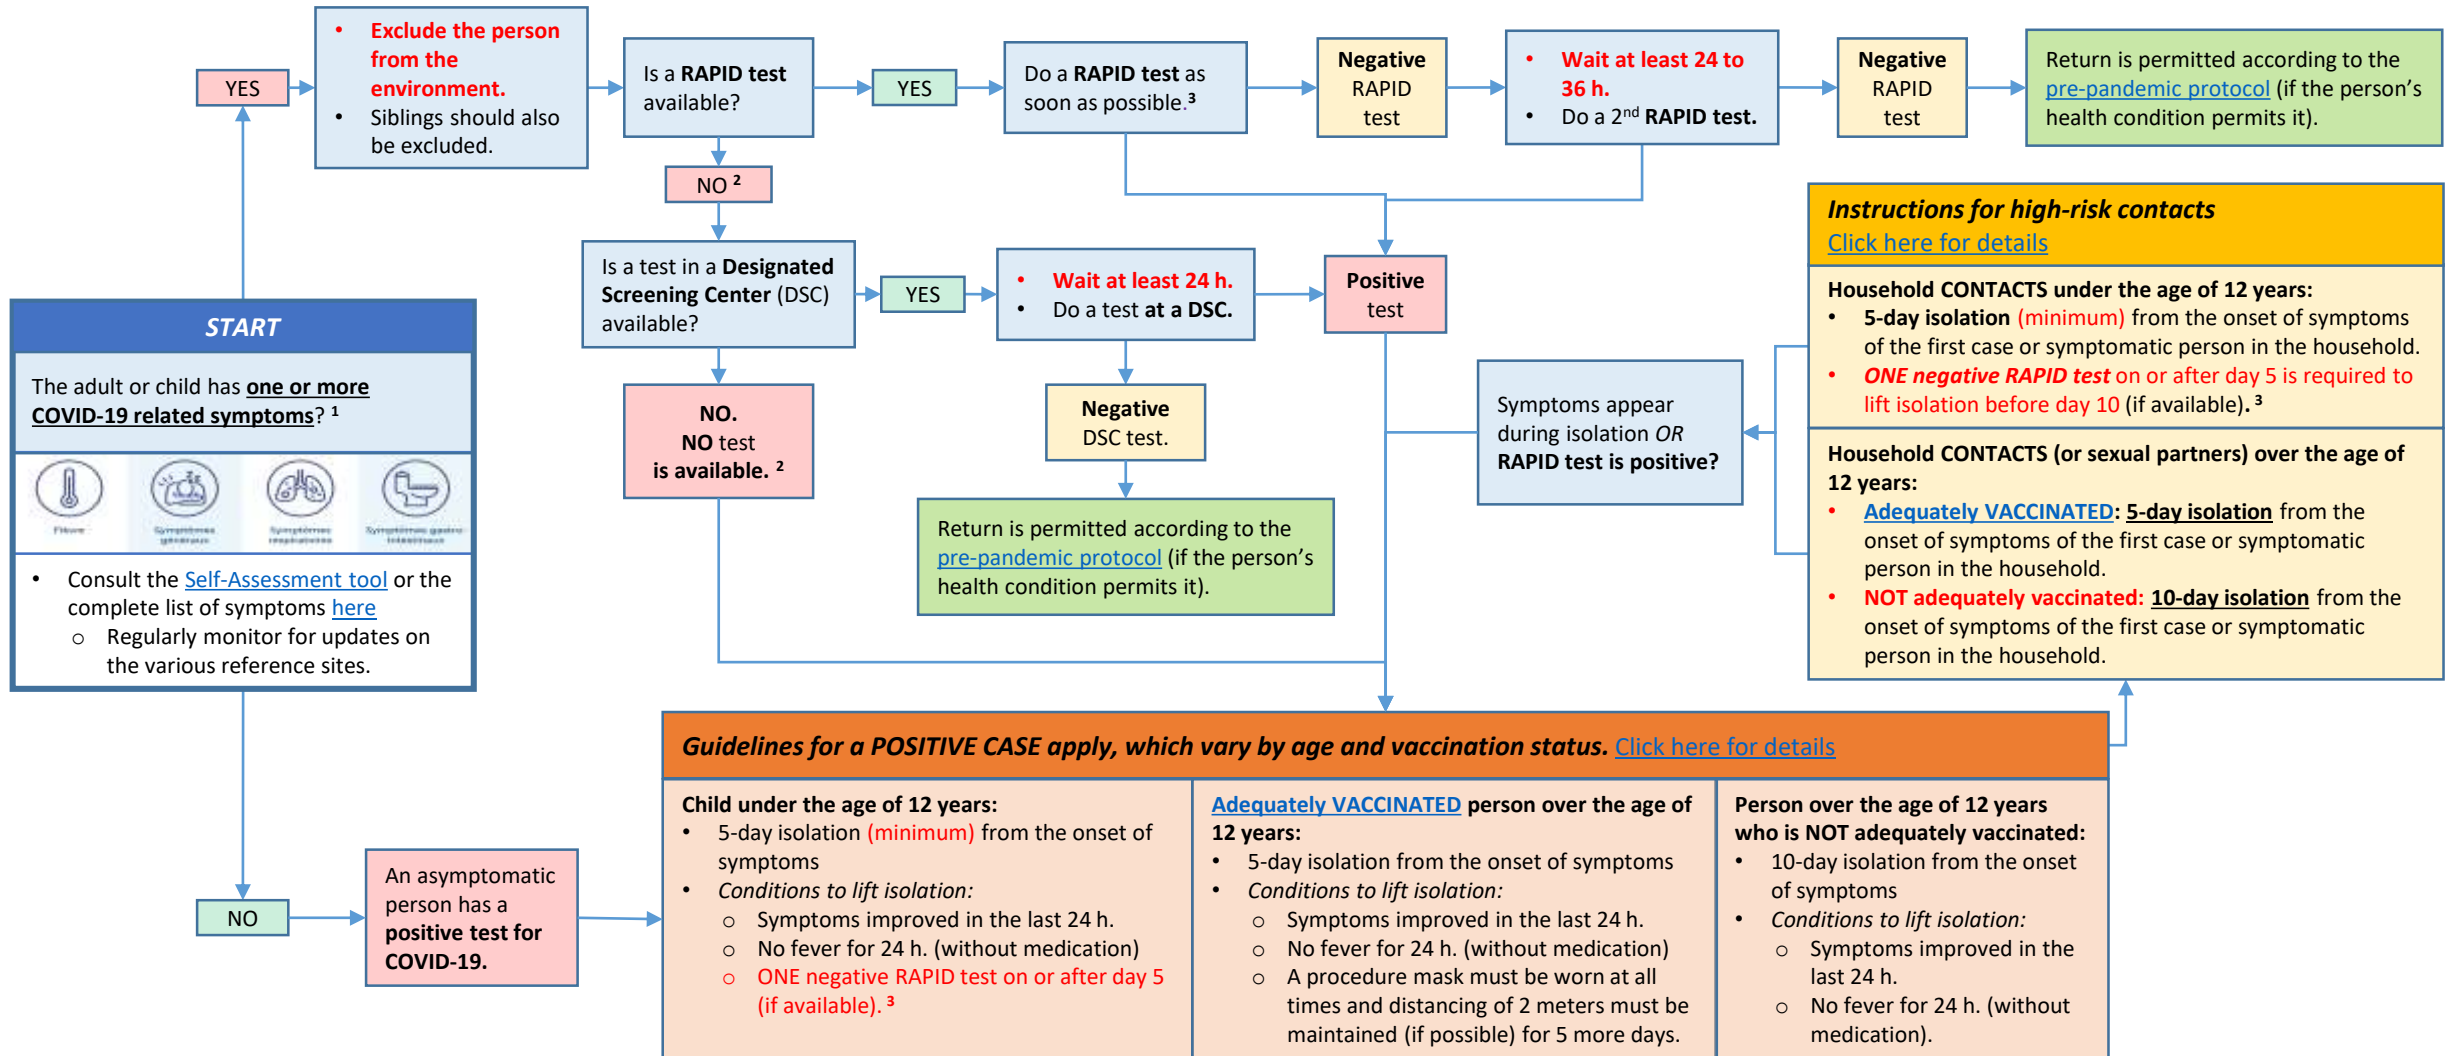 YES
• Exclude the person
from the
environment.
• Siblings should also
be excluded.
Is a RAPID test
available?
YES
Do a RAPID test as
soon as possible.³
Negative
RAPID
test
• Wait at least 24 to
36 h.
• Do a 2nd RAPID test.
Negative
RAPID
test
Return is permitted according to the
pre-pandemic protocol (if the person's
health condition permits it).
NO ²
Is a test in a Designated
Screening Center (DSC)
available?
YES
• Wait at least 24 h.
• Do a test at a DSC.
Positive
test
NO.
NO test
is available. ²
Negative
DSC test.
Return is permitted according to the
pre-pandemic protocol (if the person's
health condition permits it).
START
The adult or child has one or more
COVID-19 related symptoms? ¹
Fièvre
Symptômes
généraux
Symptômes
respiratoires
Symptômes gastro
intestinaux
• Consult the Self-Assessment tool or the
complete list of symptoms here
o Regularly monitor for updates on
the various reference sites.
Symptoms appear
during isolation OR
RAPID test is positive?
Instructions for high-risk contacts
Click here for details
Household CONTACTS under the age of 12 years:
• 5-day isolation (minimum) from the onset of symptoms
of the first case or symptomatic person in the household.
• ONE negative RAPID test on or after day 5 is required to
lift isolation before day 10 (if available). ³
Household CONTACTS (or sexual partners) over the age of
12 years:
• Adequately VACCINATED: 5-day isolation from the
onset of symptoms of the first case or symptomatic
person in the household.
• NOT adequately vaccinated: 10-day isolation from the
onset of symptoms of the first case or symptomatic
person in the household.
NO
An asymptomatic
person has a
positive test for
COVID-19.
Guidelines for a POSITIVE CASE apply, which vary by age and vaccination status. Click here for details
Child under the age of 12 years:
• 5-day isolation (minimum) from the onset of
symptoms
• Conditions to lift isolation:
o Symptoms improved in the last 24 h.
o No fever for 24 h. (without medication)
o ONE negative RAPID test on or after day 5
(if available). ³
Adequately VACCINATED person over the age of
12 years:
• 5-day isolation from the onset of symptoms
• Conditions to lift isolation:
o Symptoms improved in the last 24 h.
o No fever for 24 h. (without medication)
o A procedure mask must be worn at all
times and distancing of 2 meters must be
maintained (if possible) for 5 more days.
Person over the age of 12 years
who is NOT adequately vaccinated:
• 10-day isolation from the onset
of symptoms
• Conditions to lift isolation:
o Symptoms improved in the
last 24 h.
o No fever for 24 h. (without
medication).